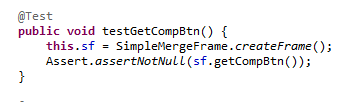 @Test
public void testGetCompBtn() {
    this.sf = SimpleMergeFrame.createFrame();
    Assert.assertNotNull(sf.getCompBtn());
}